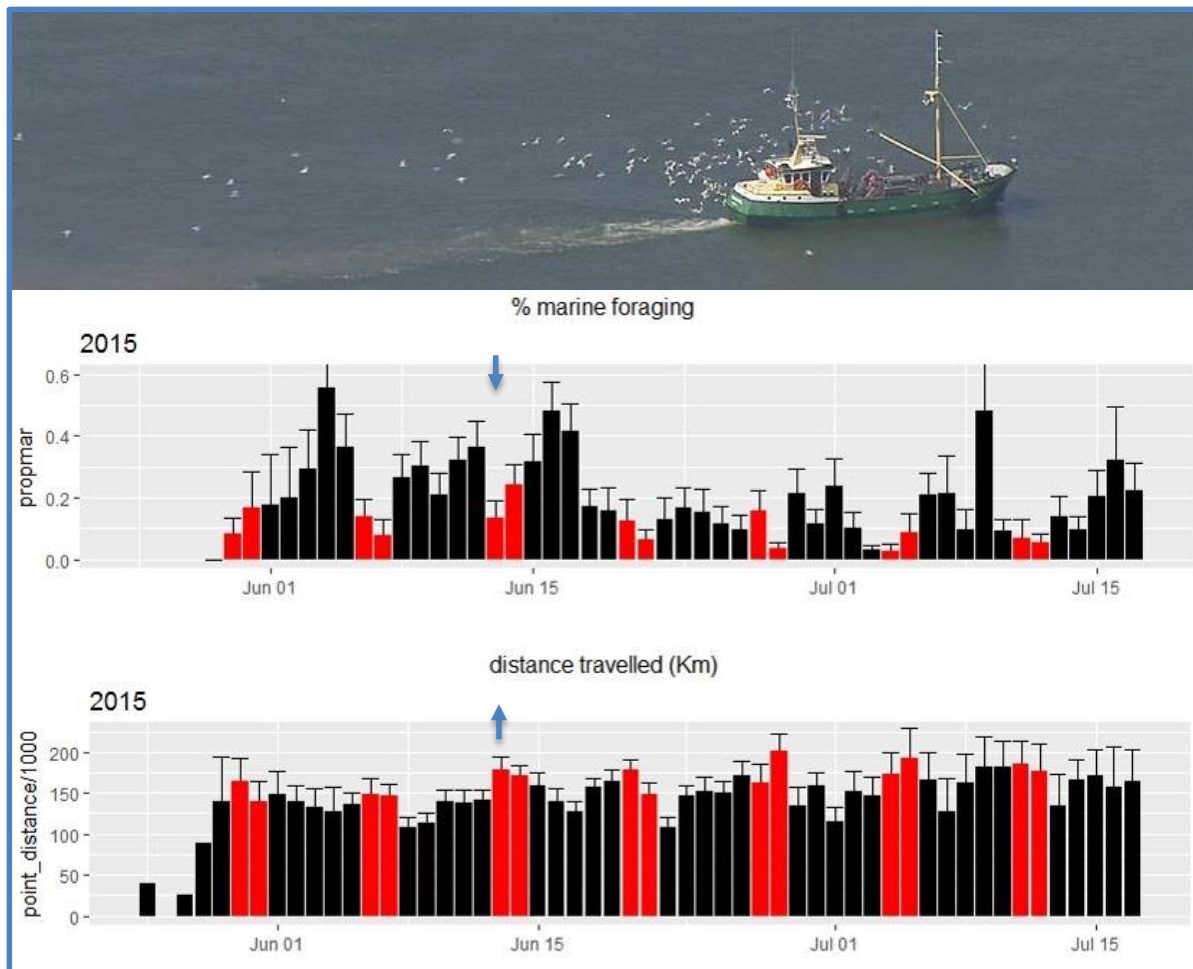 % marine foraging
2015
propmar
0.6
0.4
0.2
0.0
Jun 01 Jun 15 Jul 01 Jul 15
distance travelled (Km)
2015
point_distance/1000
200
150
100
50
0
Jun 01 Jun 15 Jul 01 Jul 15